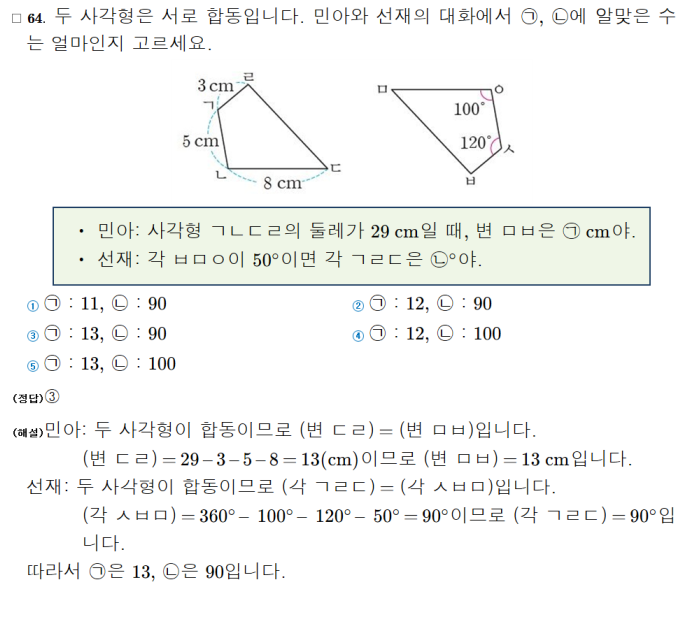 □ 64. 두 사각형은 서로 합동입니다. 민아와 선재의 대화에서 ㉠, ㉡에 알맞은 수
는 얼마인지 고르세요.
ㄹ
3 cm
ㄱ
5 cm
ㄴ
ㄷ
8 cm
ㅁ
ㅇ
100°
120°
ㅅ
ㅂ
• 민아: 사각형 ㄱㄴㄷㄹ의 둘레가 29 cm일 때, 변 ㅁㅂ은 ㉠ cm야.
• 선재: 각 ㅂㅁㅇ이 50°이면 각 ㄱㄹㄷ은 ㉡°야.
① ㉠ : 11, ㉡ : 90
② ㉠ : 12, ㉡ : 90
③ ㉠ : 13, ㉡ : 90
④ ㉠ : 12, ㉡ : 100
⑤ ㉠ : 13, ㉡ : 100
(정답)③
(해설)민아: 두 사각형이 합동이므로 (변 ㄷㄹ) = (변 ㅁㅂ)입니다.
(변 ㄷㄹ) = 29 − 3 − 5 − 8 = 13(cm)이므로 (변 ㅁㅂ) = 13 cm입니다.
선재: 두 사각형이 합동이므로 (각 ㄱㄹㄷ) = (각 ㅅㅂㅁ)입니다.
(각 ㅅㅂㅁ) = 360° − 100° − 120° − 50° = 90°이므로 (각 ㄱㄹㄷ) = 90°입
니다.
따라서 ㉠은 13, ㉡은 90입니다.